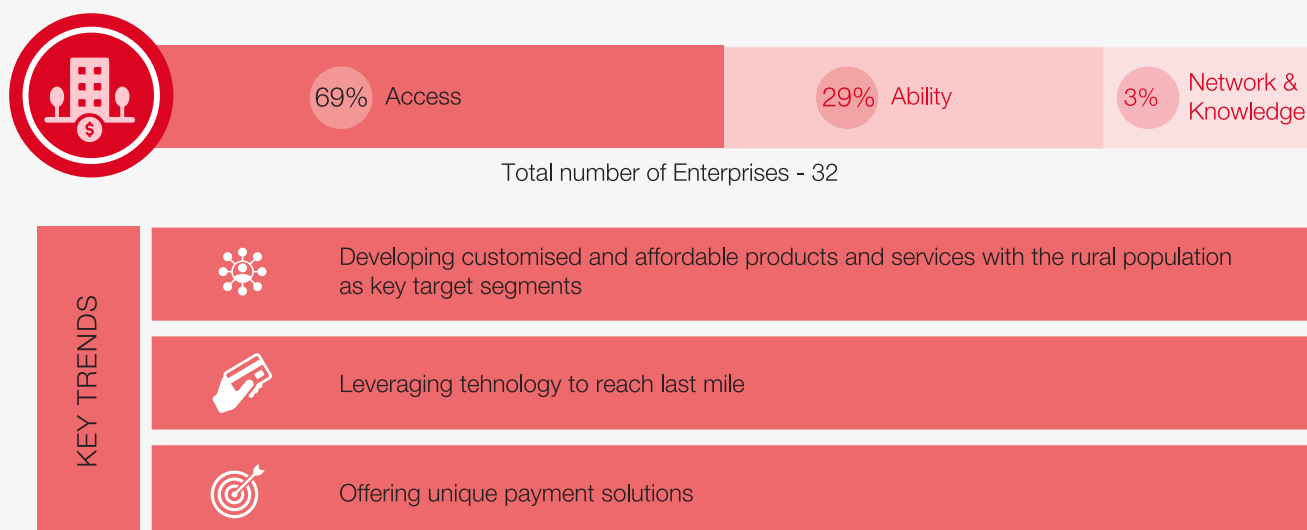 69% Access
29% Ability
3% Network &
Knowledge
Total number of Enterprises - 32
KEY TRENDS
Developing customised and affordable products and services with the rural population
as key target segments
Leveraging tehnology to reach last mile
Offering unique payment solutions
$